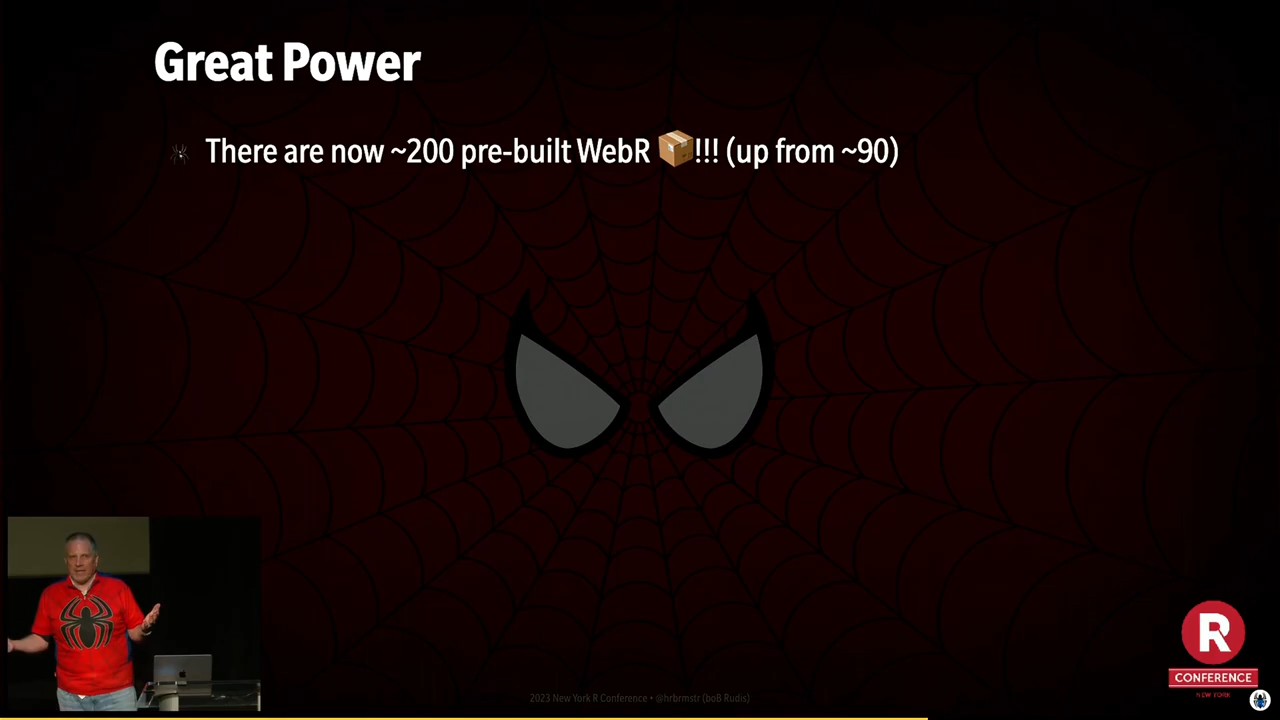 Great Power
There are now ~200 pre-built WebR 📦!!! (up from ~90)
2023 New York R Conference • @hrbrmstr (boB Rudis)
R
CONFERENCE
NEW YORK